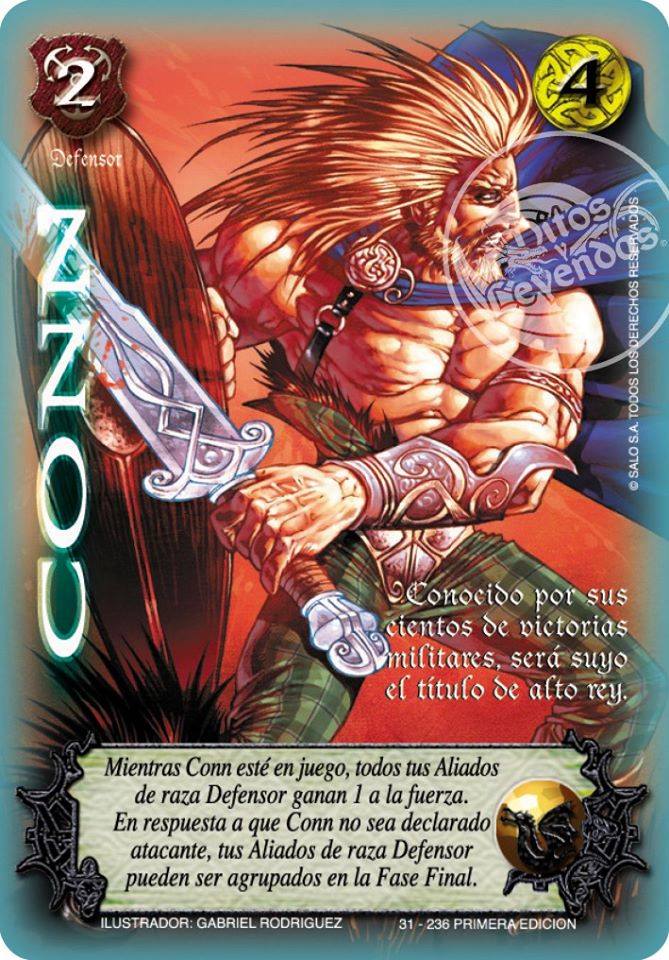 2
4
Defensor
CONN
Mitos
y
Leyendas
© SALO S.A. TODOS LOS DERECHOS RESERVADOS
Conocido por sus
cientos de victorias
militares, será suyo
el título de alto rey.
Mientras Conn esté en juego, todos tus Aliados
de raza Defensor ganan 1 a la fuerza.
En respuesta a que Conn no sea declarado
atacante, tus Aliados de raza Defensor
pueden ser agrupados en la Fase Final.
ILUSTRADOR: GABRIEL RODRIGUEZ 31 - 236 PRIMERA EDICION